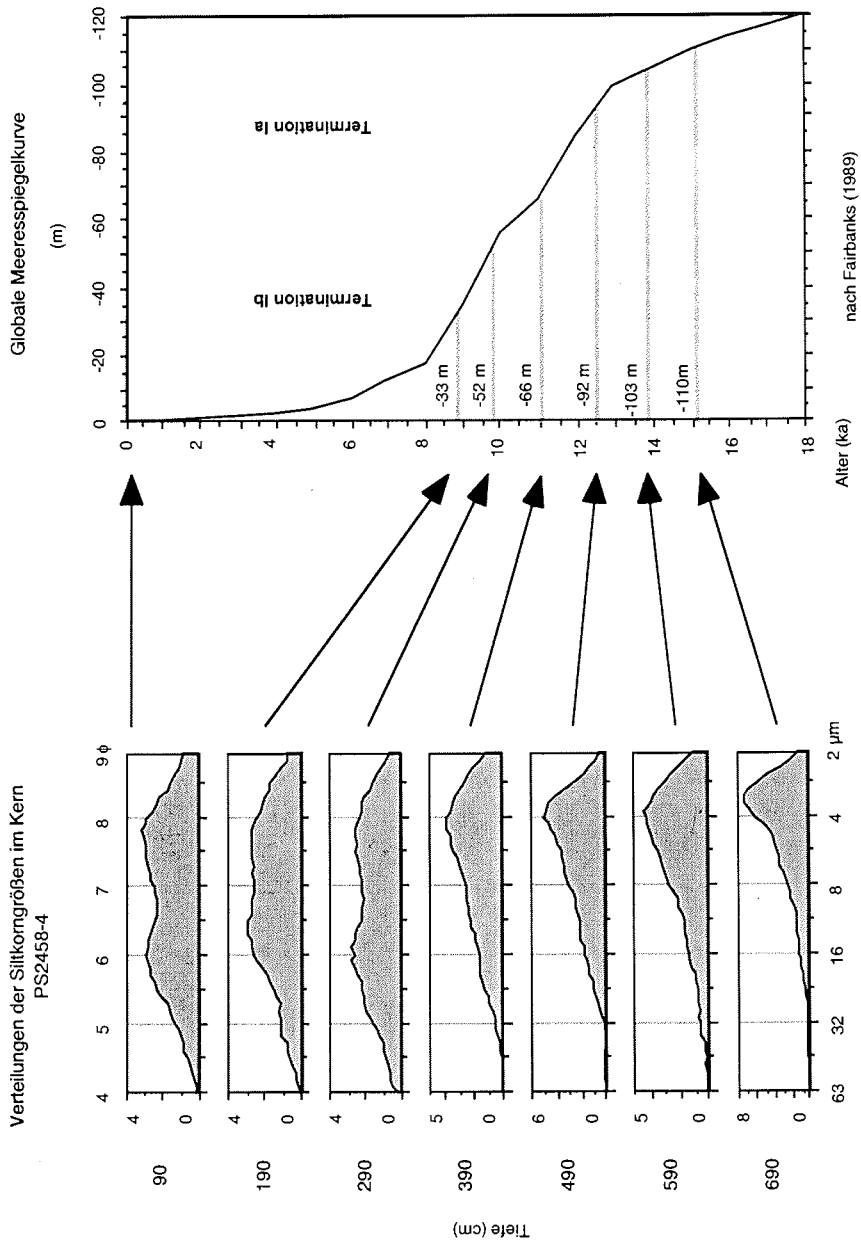 Verteilungen der Siltkorngrößen im Kern
PS2458-4
Tiefe (cm)
90
190
290
390
490
590
690
4
0
4
0
4
0
5
0
6
0
5
0
8
0
4
5
6
7
8
9 ϕ
63
32
16
8
4
2 µm
Globale Meeresspiegelkurve
(m)
0
-20
-40
-60
-80
-100
-120
Termination Ib
Termination Ia
-33 m
-52 m
-66 m
-92 m
-103 m
-110m
0
2
4
6
8
10
12
14
16
18
Alter (ka)
nach Fairbanks (1989)